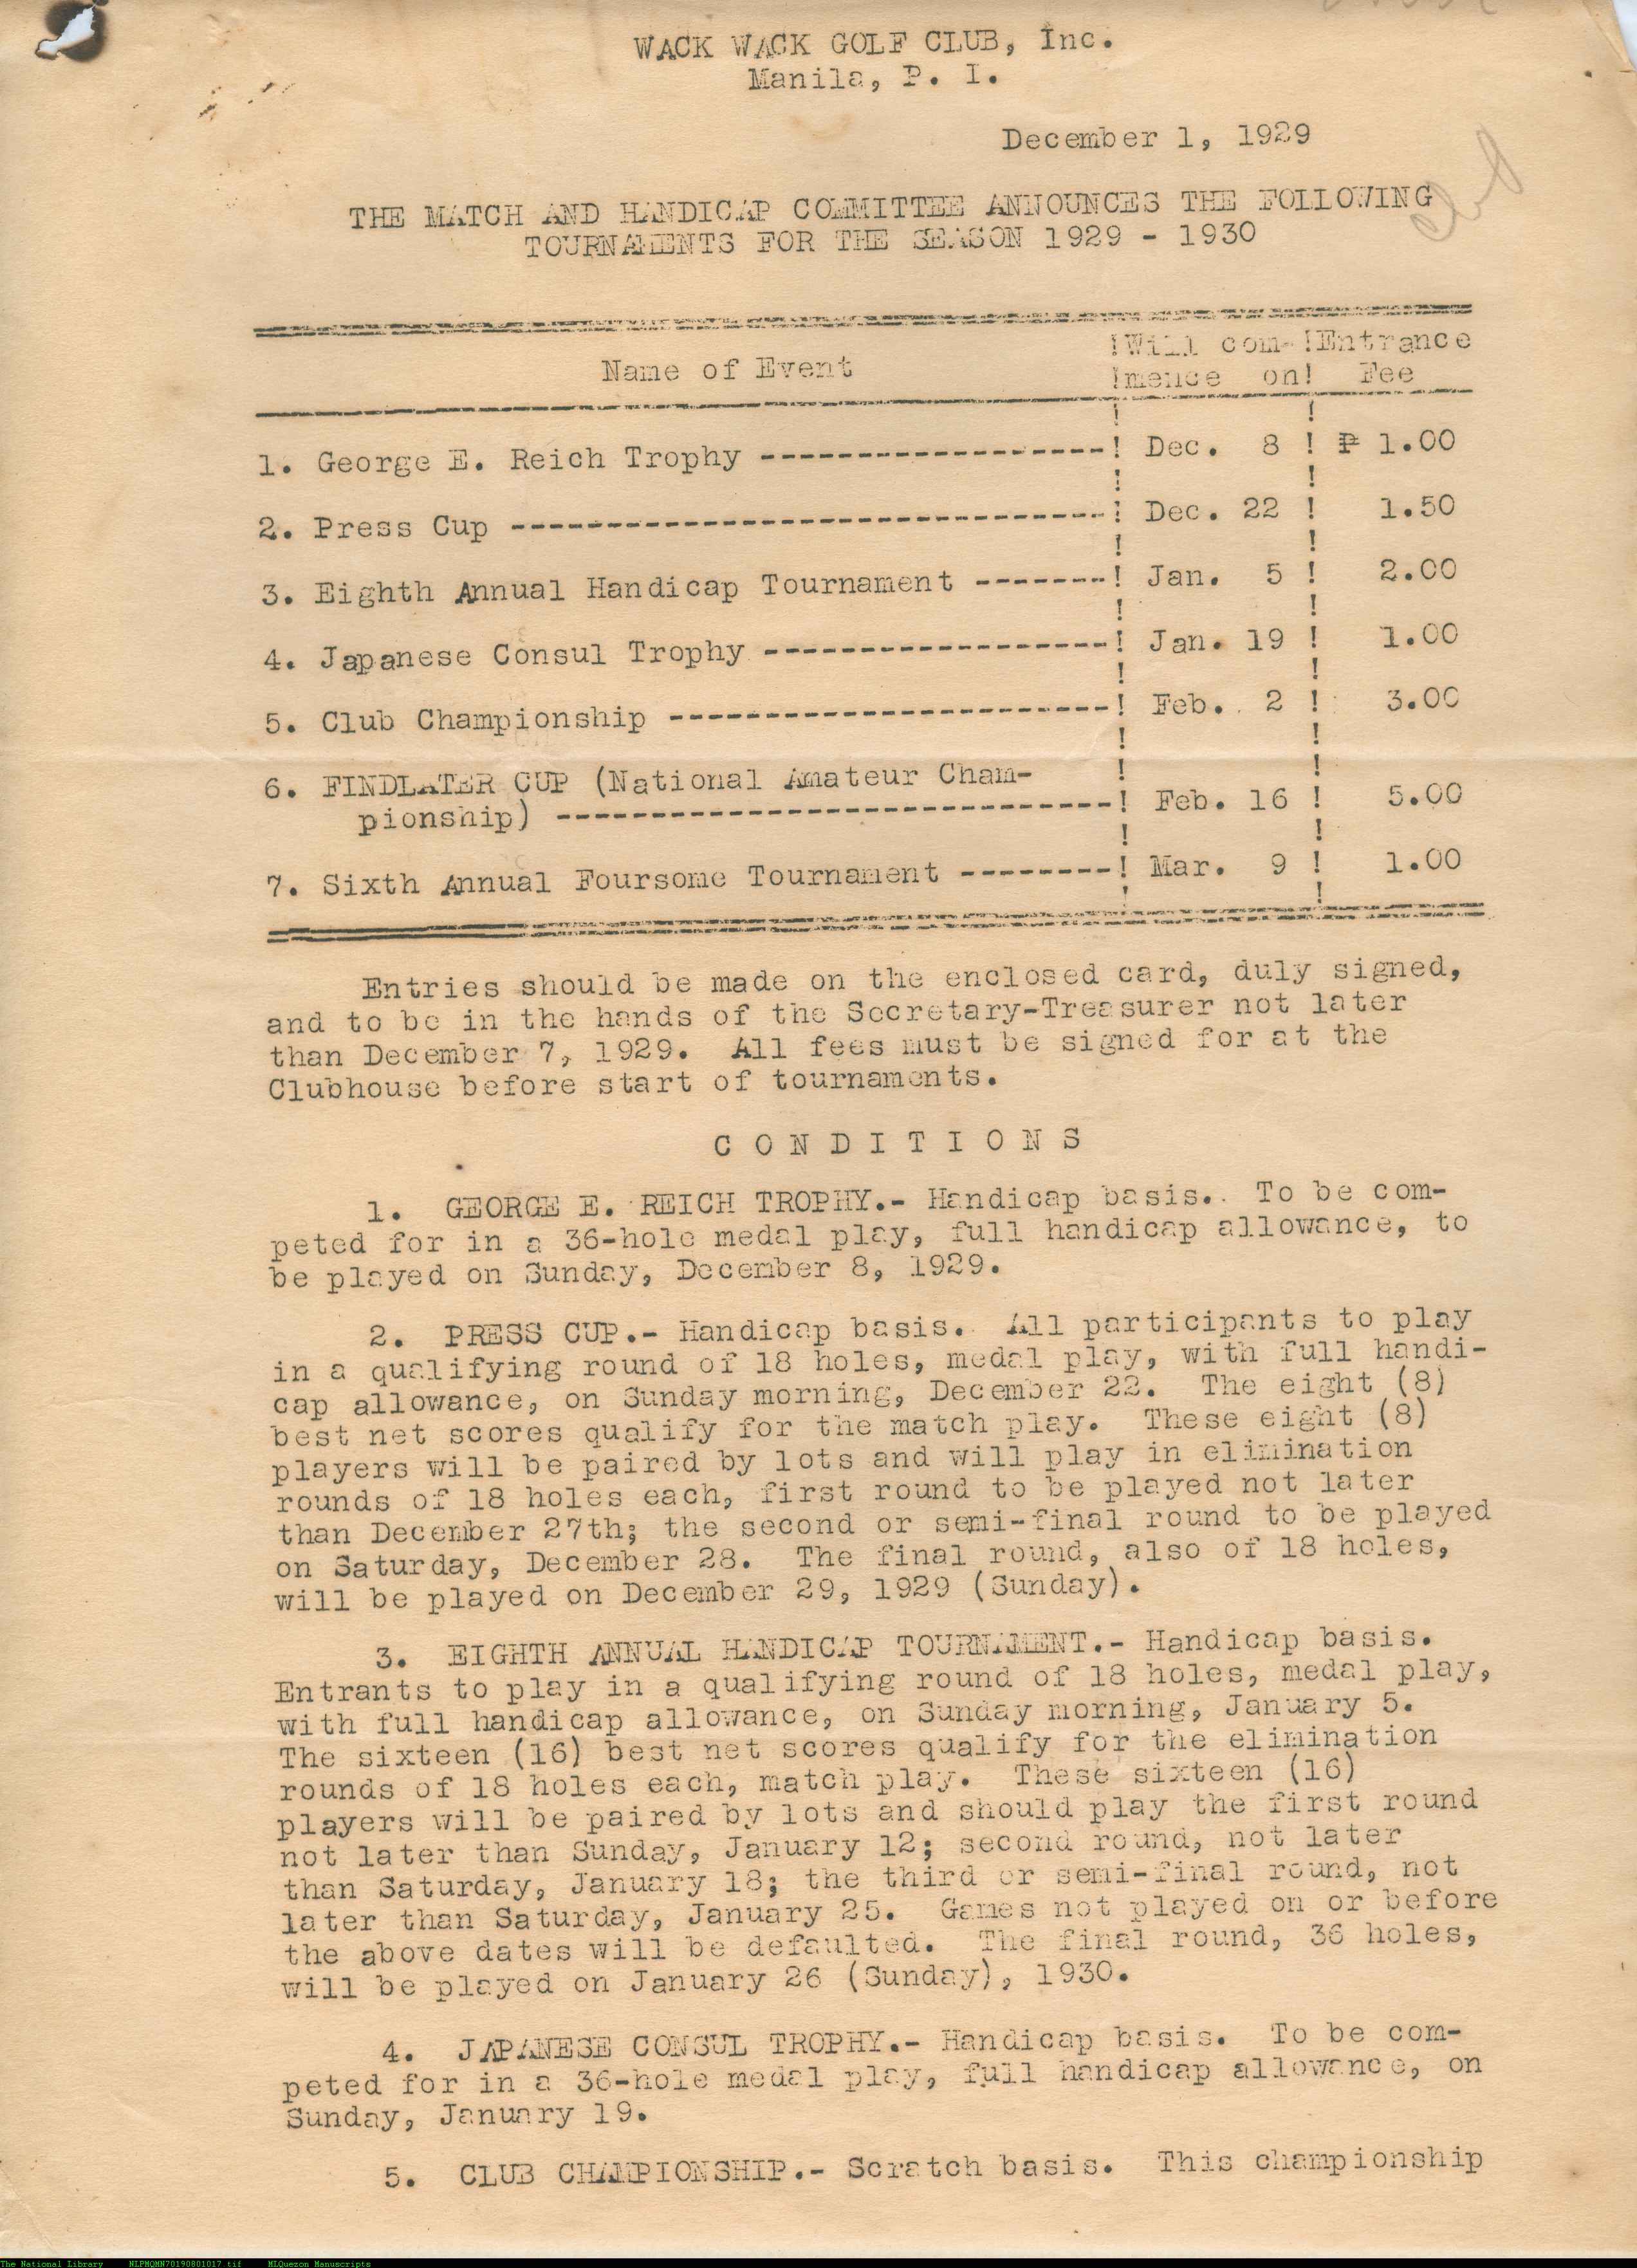 WACK WACK GOLF CLUB, Inc.
Manila, P. I.
December 1, 1929
THE MATCH AND HANDICAP COMMITTEE ANNOUNCES THE FOLLOWING
TOURNAMENTS FOR THE SEASON 1929 - 1930
Name of Event !Will com- !Entrance
!mence on! Fee
1. George E. Reich Trophy ------------------! Dec. 8 ! ₱ 1.00
2. Press Cup -------------------------------! Dec. 22 ! 1.50
3. Eighth Annual Handicap Tournament -------! Jan. 5 ! 2.00
4. Japanese Consul Trophy ------------------! Jan. 19 ! 1.00
5. Club Championship -----------------------! Feb. 2 ! 3.00
6. FINDLATER CUP (National Amateur Cham-
pionship) -----------------------------! Feb. 16 ! 5.00
7. Sixth Annual Foursome Tournament --------! Mar. 9 ! 1.00
Entries should be made on the enclosed card, duly signed,
and to be in the hands of the Secretary-Treasurer not later
than December 7, 1929. All fees must be signed for at the
Clubhouse before start of tournaments.
C O N D I T I O N S
1. GEORGE E. REICH TROPHY.- Handicap basis. To be com-
peted for in a 36-hole medal play, full handicap allowance, to
be played on Sunday, December 8, 1929.
2. PRESS CUP.- Handicap basis. All participants to play
in a qualifying round of 18 holes, medal play, with full handi-
cap allowance, on Sunday morning, December 22. The eight (8)
best net scores qualify for the match play. These eight (8)
players will be paired by lots and will play in elimination
rounds of 18 holes each, first round to be played not later
than December 27th; the second or semi-final round to be played
on Saturday, December 28. The final round, also of 18 holes,
will be played on December 29, 1929 (Sunday).
3. EIGHTH ANNUAL HANDICAP TOURNAMENT.- Handicap basis.
Entrants to play in a qualifying round of 18 holes, medal play,
with full handicap allowance, on Sunday morning, January 5.
The sixteen (16) best net scores qualify for the elimination
rounds of 18 holes each, match play. These sixteen (16)
players will be paired by lots and should play the first round
not later than Sunday, January 12; second round, not later
than Saturday, January 18; the third or semi-final round, not
later than Saturday, January 25. Games not played on or before
the above dates will be defaulted. The final round, 36 holes,
will be played on January 26 (Sunday), 1930.
4. JAPANESE CONSUL TROPHY.- Handicap basis. To be com-
peted for in a 36-hole medal play, full handicap allowance, on
Sunday, January 19.
5. CLUB CHAMPIONSHIP.- Scratch basis. This championship
The National Library NLPMQMN70190801017.tif MLQuezon Manuscripts